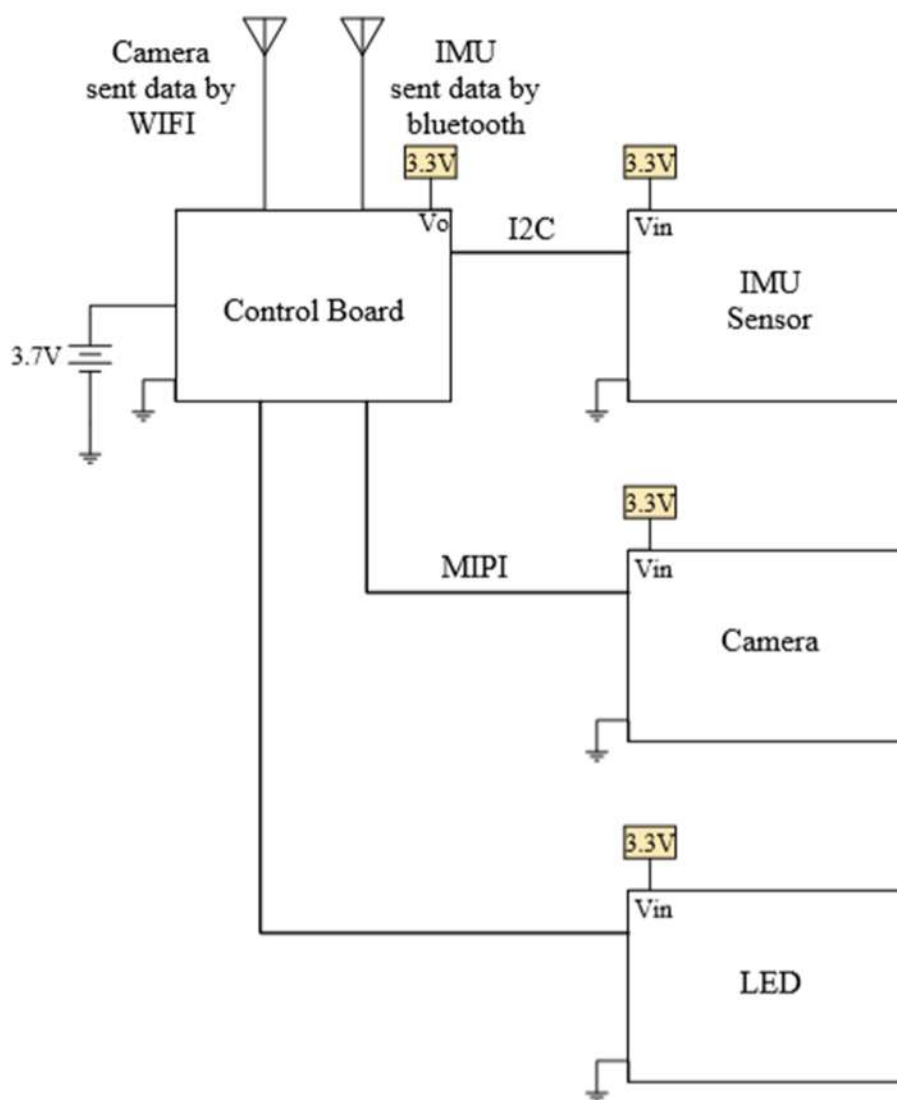 Camera
sent data by
WIFI
IMU
sent data by
bluetooth
3.3V
3.3V
Vo
I2C
Vin
IMU
Sensor
Control Board
3.7V
3.3V
MIPI
Vin
Camera
3.3V
Vin
LED